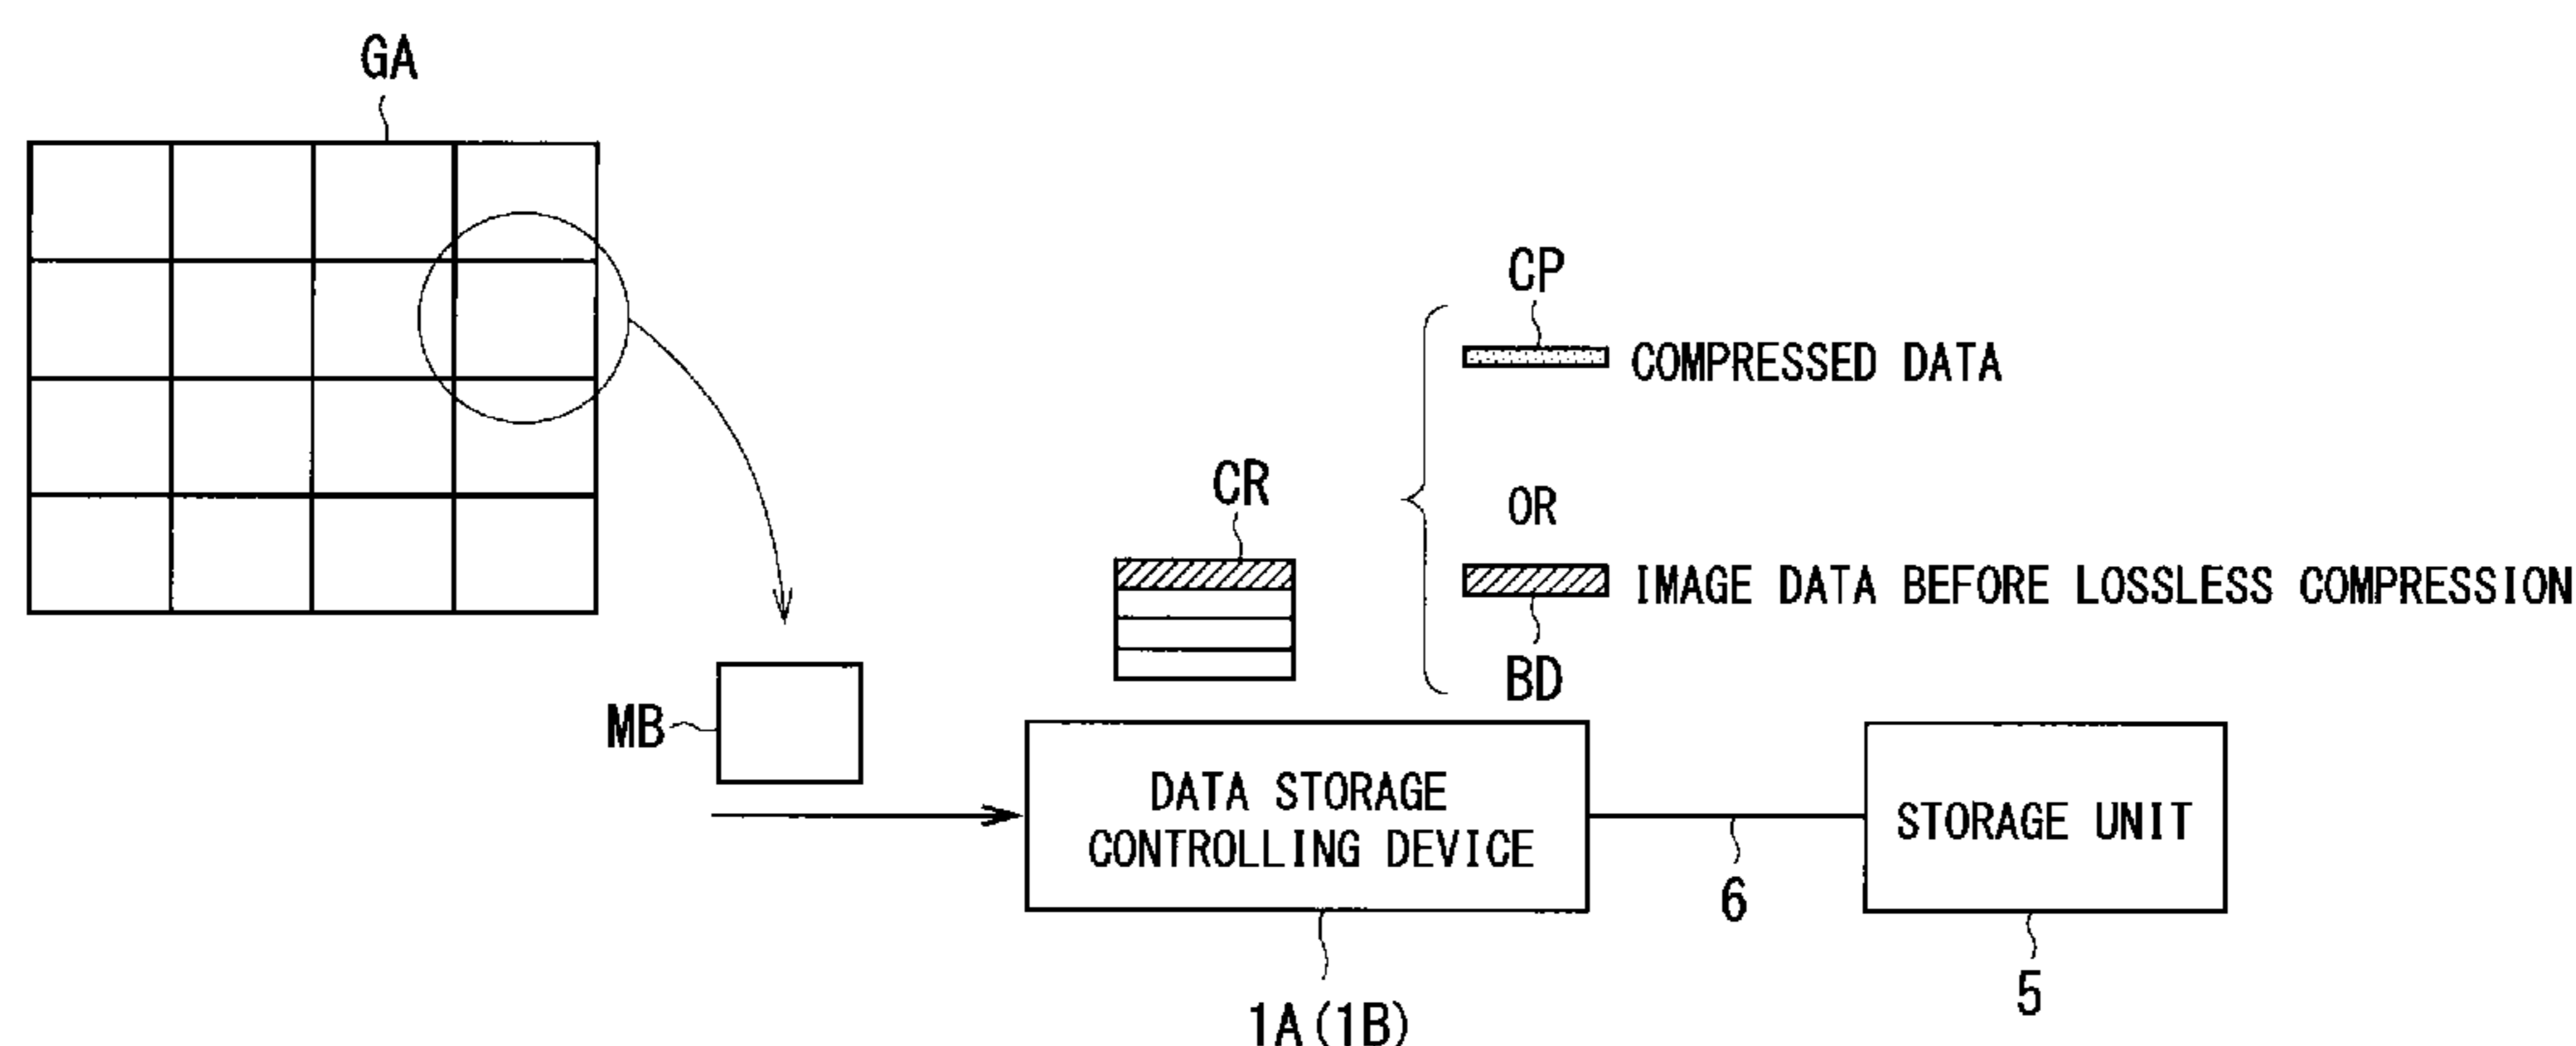 GA
CP
COMPRESSED DATA
CR
OR
IMAGE DATA BEFORE LOSSLESS COMPRESSION
BD
MB
DATA STORAGE
CONTROLLING DEVICE
STORAGE UNIT
6
5
1A(1B)